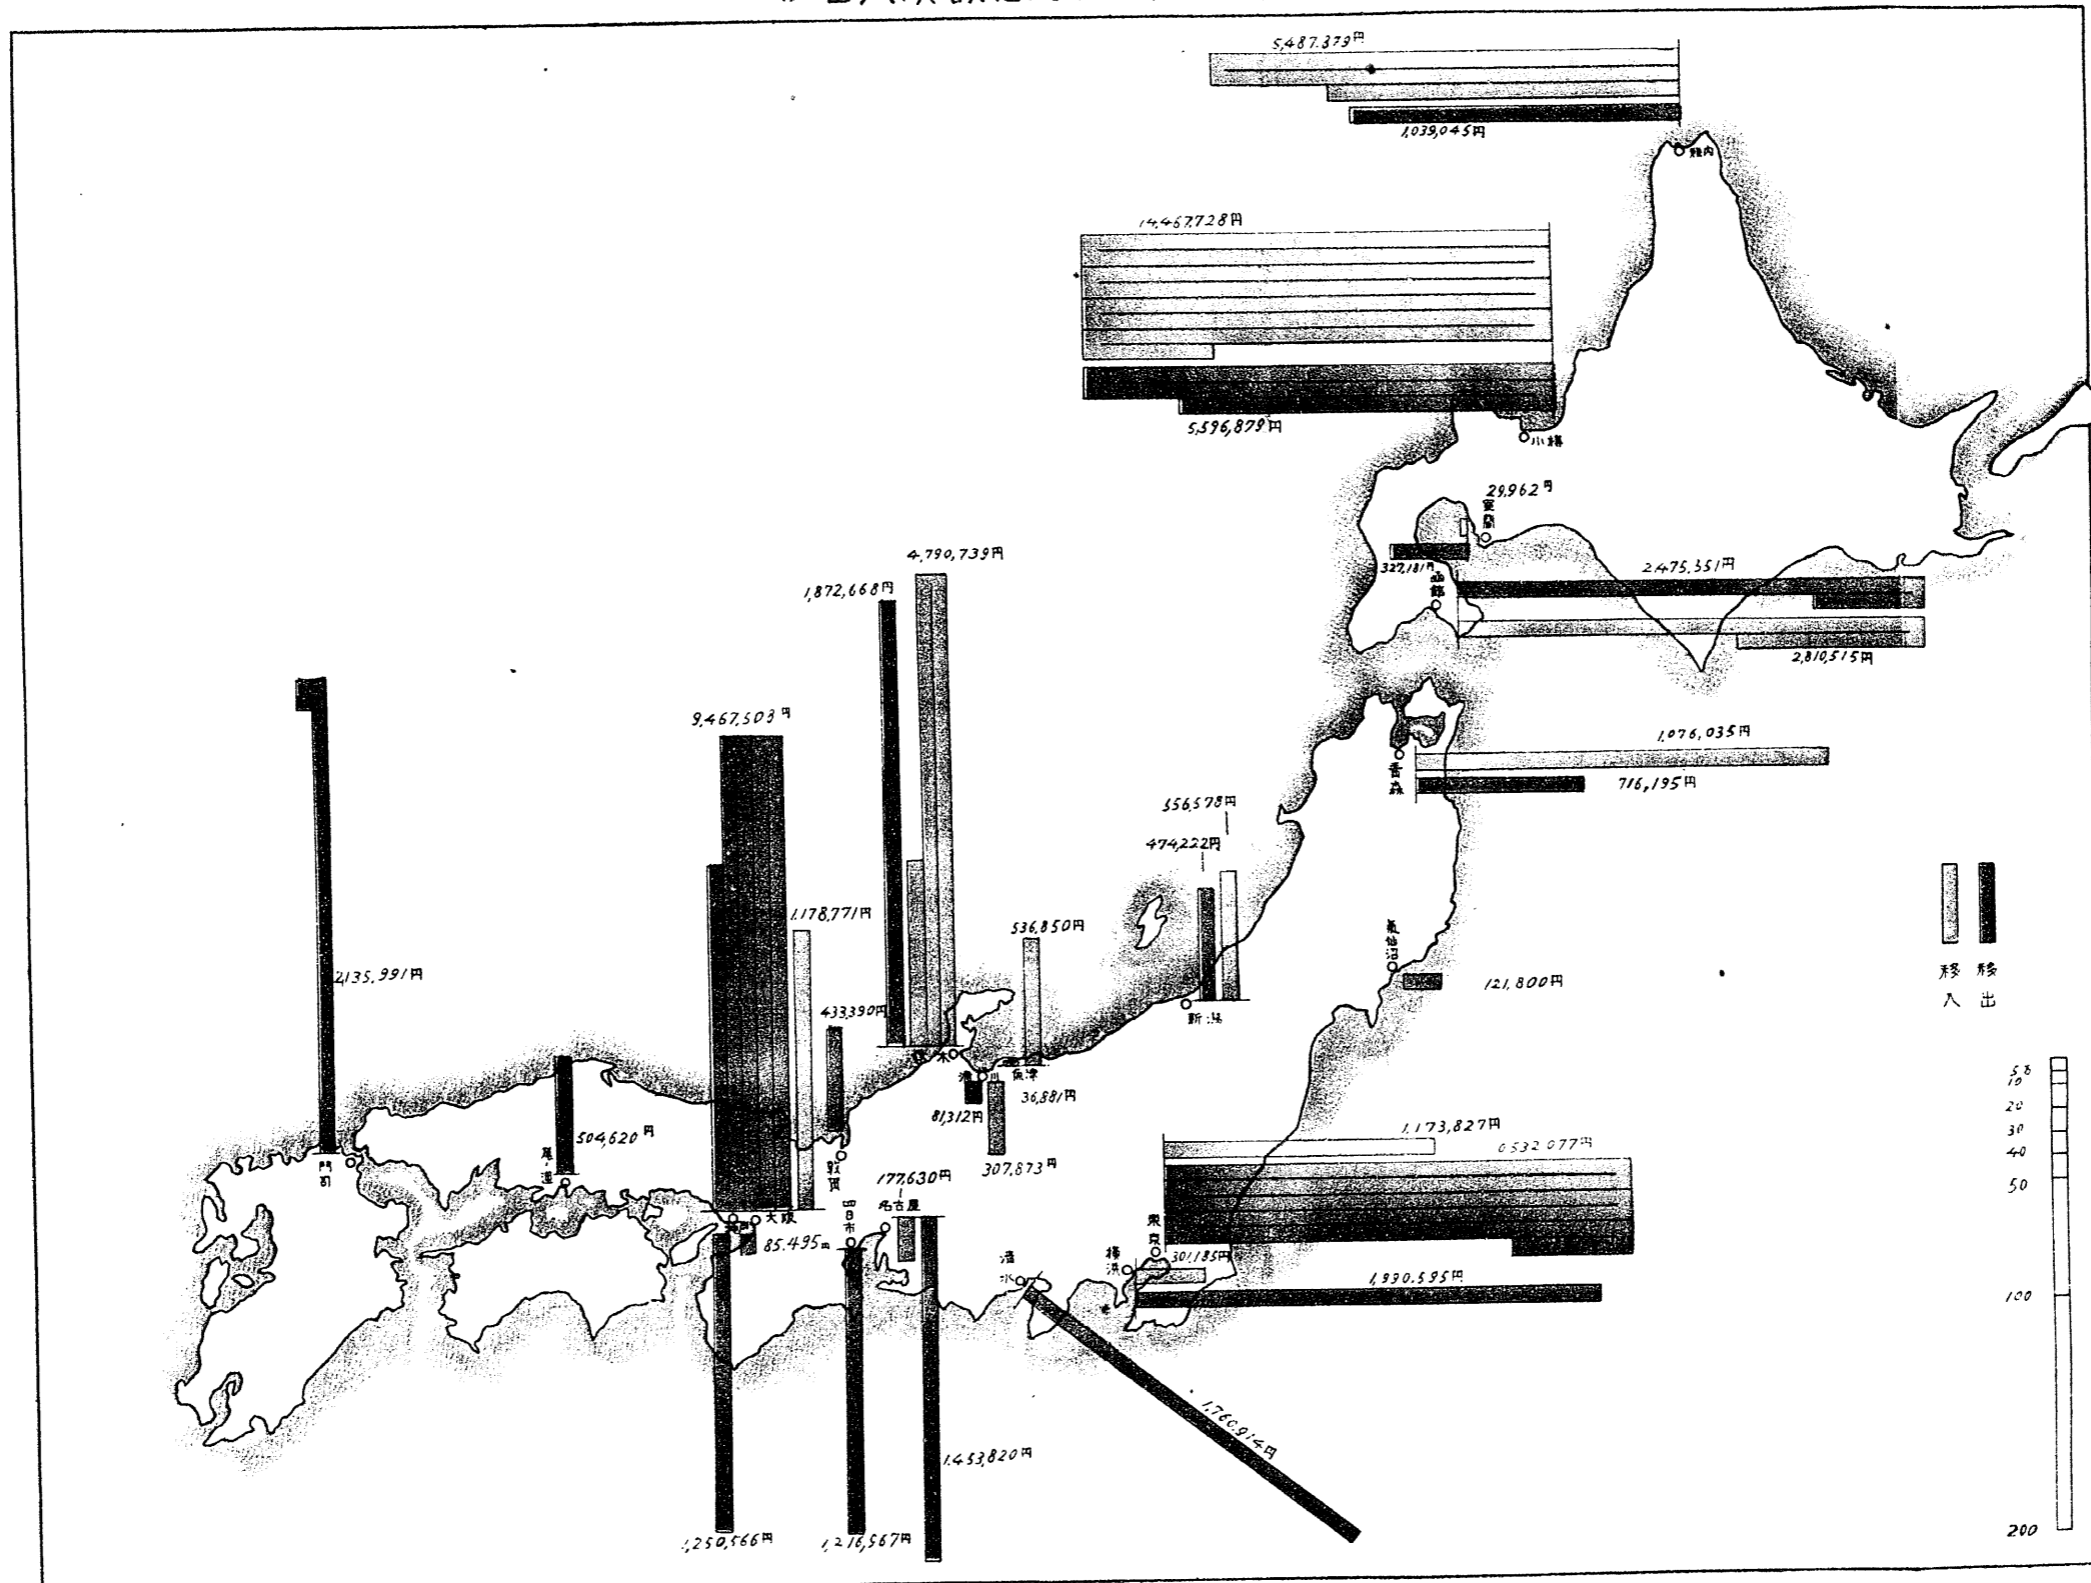 5,487.379円
1,039,045円
稚内
14,467,728円
5,596,879円
小樽
29,962円
室蘭
327,181円
函館
2,475,351円
2,810,515円
1,076,035円
716,195円
青森
4,790,739円
1,872,668円
9,467,503円
1,178,771円
433,390円
536,850円
474,222円
556,578円
新潟
気仙沼
121,800円
移入
移出
2,135,991円
門司
504,620円
尾ノ道
大阪
85,495円
敦賀
四日市
177,630円
名古屋
伏木
魚津
81,312円
36,881円
307,873円
清水
横浜
東京
1,173,827円
6,532,077円
301,185円
1,990,595円
1,760,914円
1,250,566円
1,216,567円
1,453,820円
10
20
30
40
50
100
200